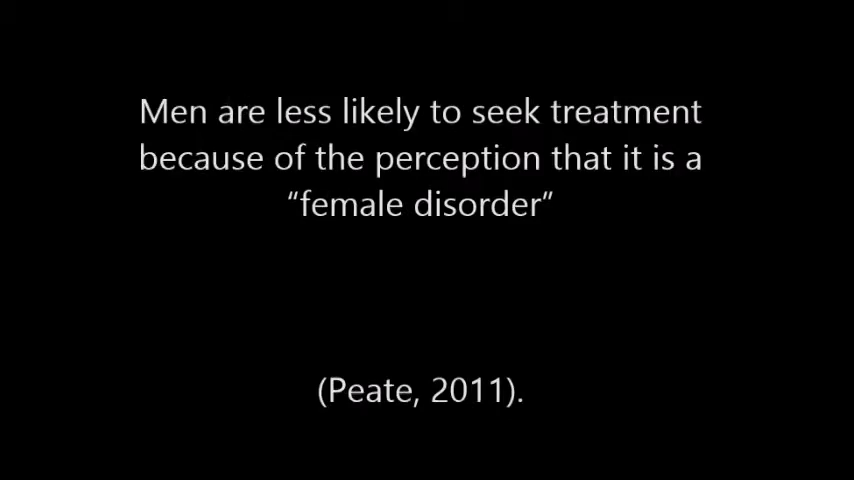 Men are less likely to seek treatment
because of the perception that it is a
“female disorder”
(Peate, 2011).